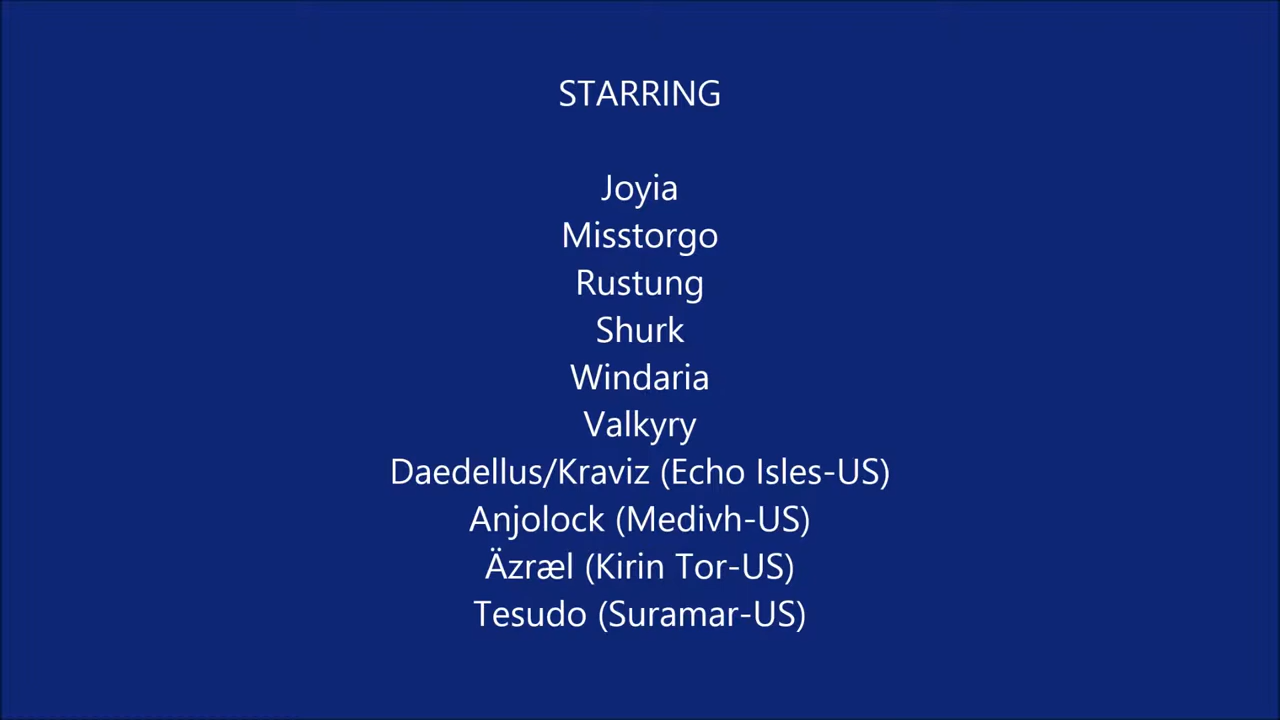 STARRING
Joyia
Misstorgo
Rustung
Shurk
Windaria
Valkyry
Daedellus/Kraviz (Echo Isles-US)
Anjolock (Medivh-US)
Äzræl (Kirin Tor-US)
Tesudo (Suramar-US)